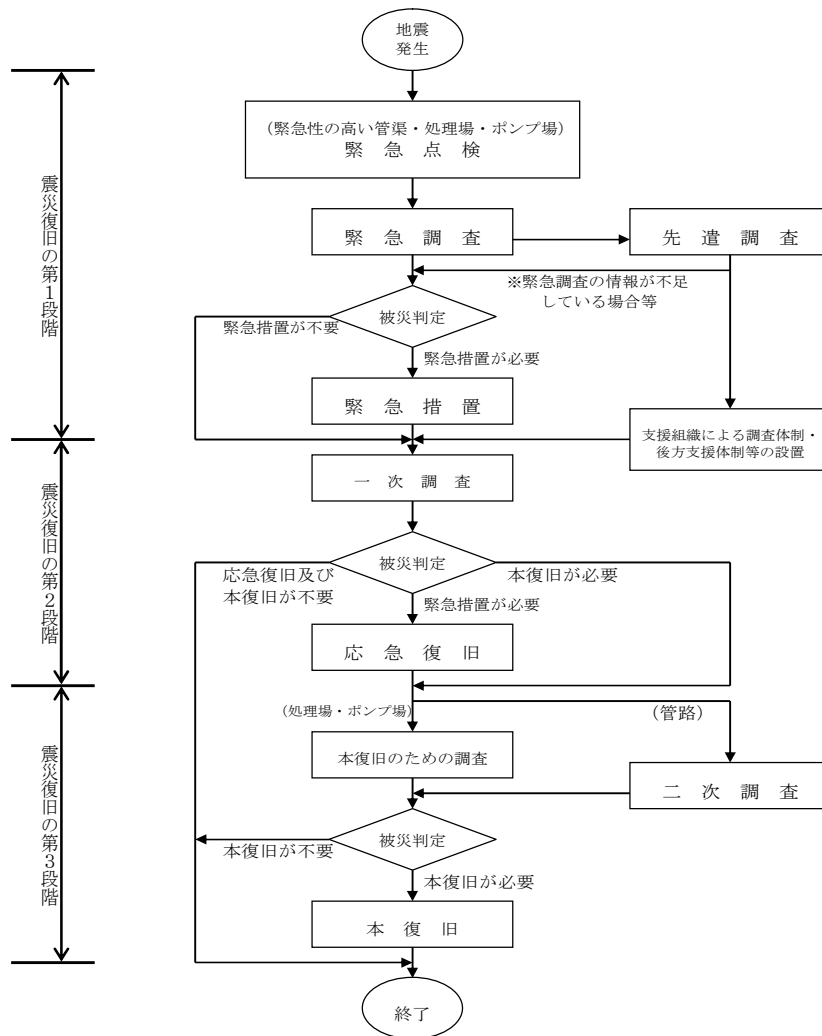 地震
発生
(緊急性の高い管渠・処理場・ポンプ場)
緊急点検
震災復旧の第1段階
緊急調査
先遣調査
※緊急調査の情報が不足
している場合等
被災判定
緊急措置が不要
緊急措置が必要
緊急措置
支援組織による調査体制・
後方支援体制等の設置
震災復旧の第2段階
一次調査
被災判定
応急復旧及び
本復旧が不要
本復旧が必要
緊急措置が必要
応急復旧
震災復旧の第3段階
(処理場・ポンプ場)
(管路)
本復旧のための調査
二次調査
被災判定
本復旧が不要
本復旧が必要
本復旧
終了